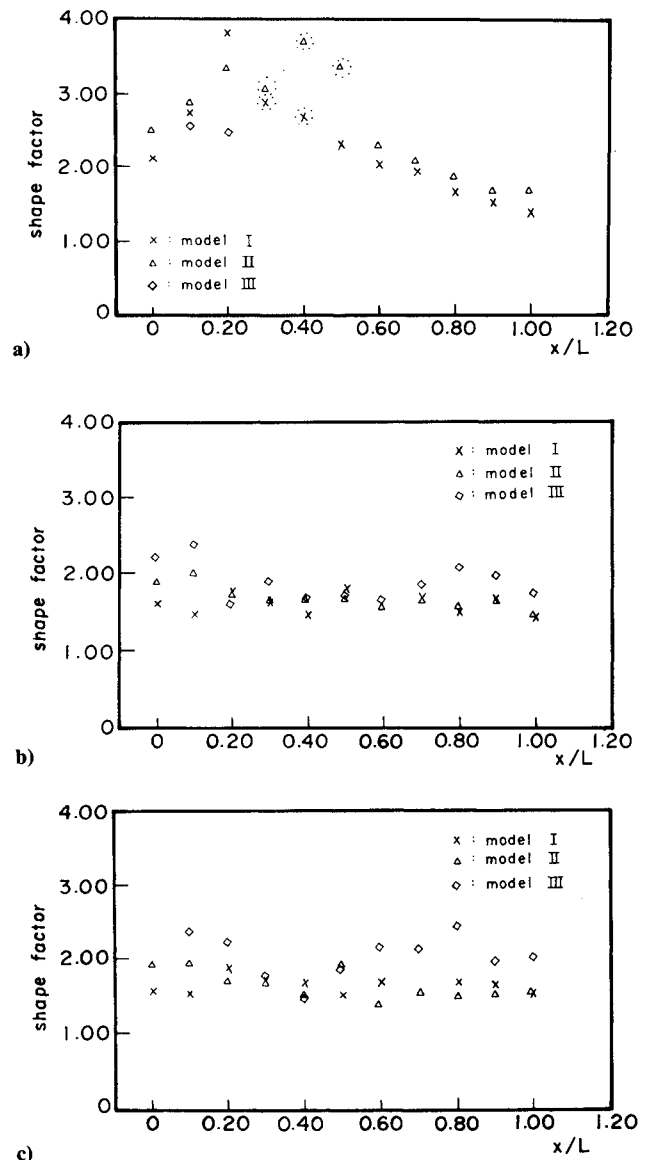 4.00
3.00
2.00
1.00
0
shape factor
x : model I
△ : model II
◇ : model III
0 0.20 0.40 0.60 0.80 1.00 1.20
x/L
a)
4.00
3.00
2.00
1.00
0
shape factor
x : model I
△ : model II
◇ : model III
0 0.20 0.40 0.60 0.80 1.00 1.20
x/L
b)
4.00
3.00
2.00
1.00
0
shape factor
x : model I
△ : model II
◇ : model III
0 0.20 0.40 0.60 0.80 1.00 1.20
x/L
c)